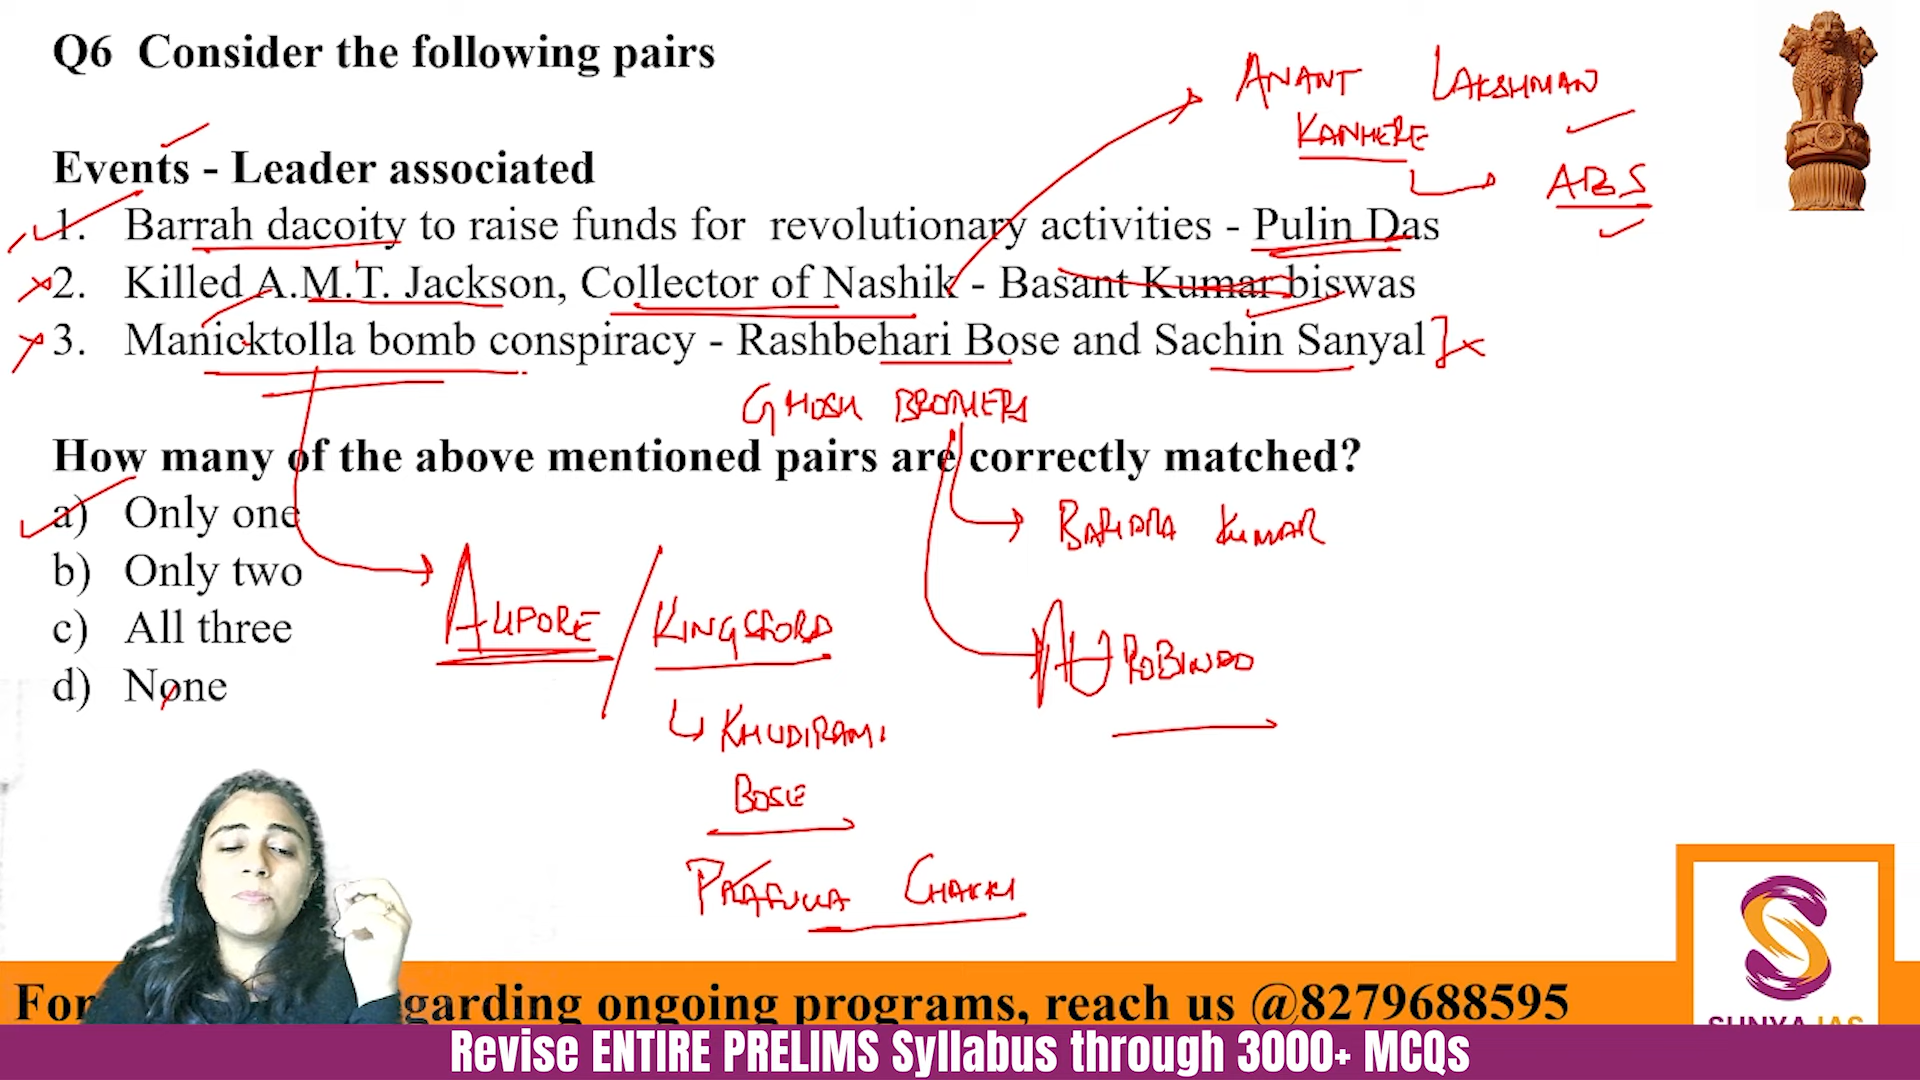 Q6 Consider the following pairs
ANANT LAKSHMAN
KANHERE
ABS
Events - Leader associated
1. Barrah dacoity to raise funds for revolutionary activities - Pulin Das
2. Killed A.M.T. Jackson, Collector of Nashik - Basant Kumar biswas
3. Manicktolla bomb conspiracy - Rashbehari Bose and Sachin Sanyal
GHOSH BROTHERS
How many of the above mentioned pairs are correctly matched?
a) Only one
b) Only two
c) All three
d) None
KUMAR
ALIPORE / KINGSFORD
AUROBINDO
KHUDIRAM
BOSE
PRAFULLA CHAKI
For garding ongoing programs, reach us @8279688595
Revise ENTIRE PRELIMS Syllabus through 3000+ MCQs